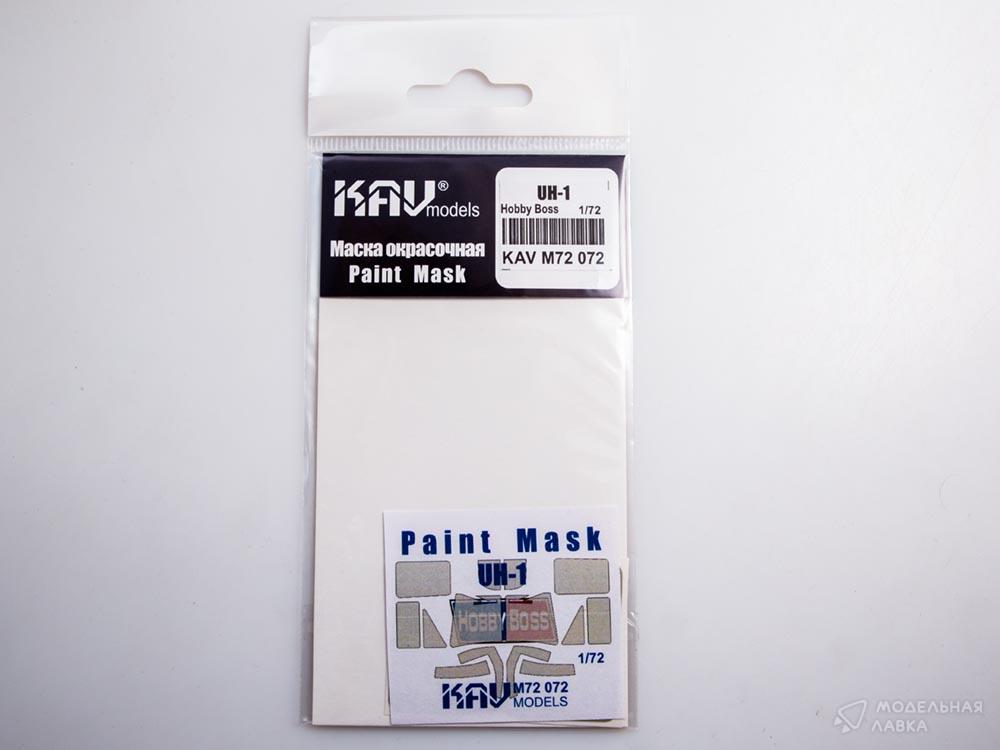 KAV® models
Маска окрасочная
Paint Mask
UH-1
Hobby Boss 1/72
KAV M72 072
Paint Mask
UH-1
HOBBY BOSS
1/72
KAV M72 072
MODELS
МОДЕЛЬНАЯ
ЛАВКА